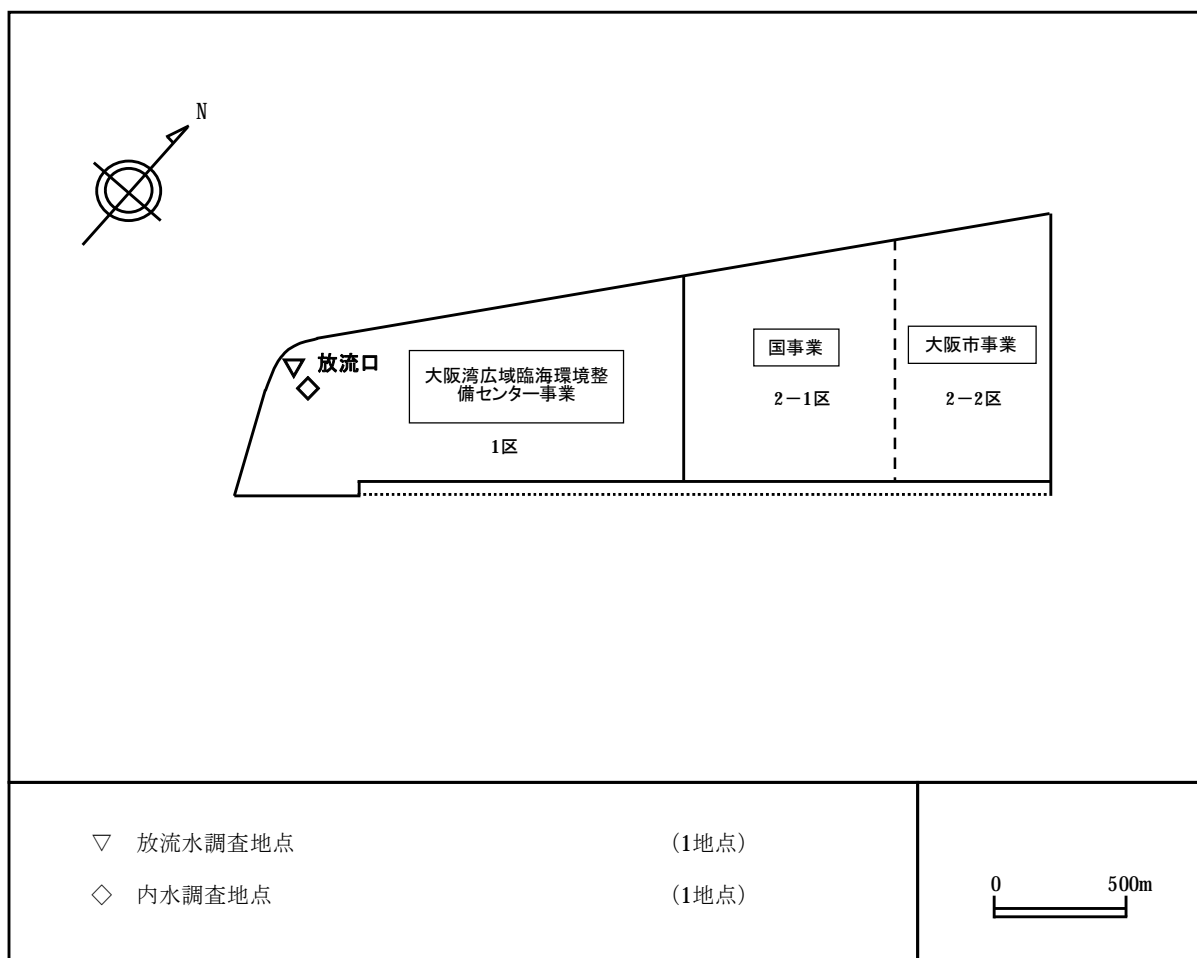 N
放流口
大阪湾広域臨海環境整
備センター事業
1区
国事業
2－1区
大阪市事業
2－2区
▽ 放流水調査地点 （1地点）
◇ 内水調査地点 （1地点）
0 500m